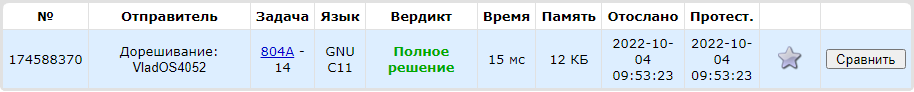 № Отправитель Задача Язык Вердикт Время Память Отослано Протест.
174588370 Дорешивание: VladOS4052 804A - 14 GNU C11 Полное решение 15 мс 12 КБ 2022-10-04 09:53:23 2022-10-04 09:53:23 Сравнить